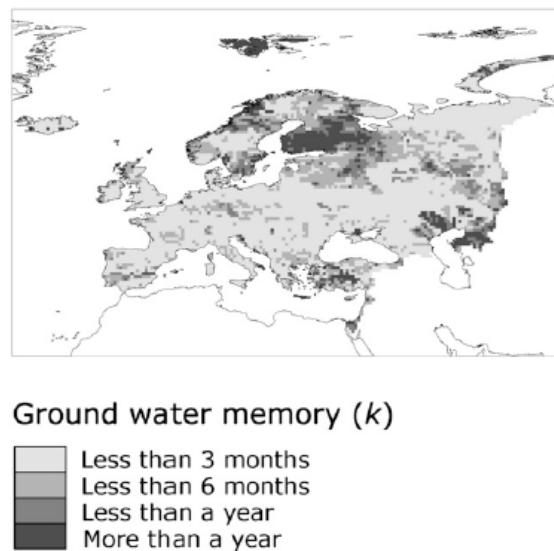 Ground water memory (k)
Less than 3 months
Less than 6 months
Less than a year
More than a year